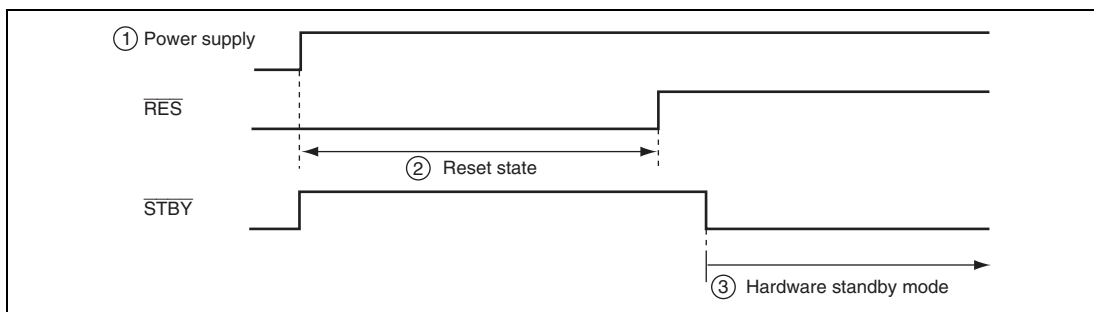 ① Power supply
RES
② Reset state
STBY
③ Hardware standby mode